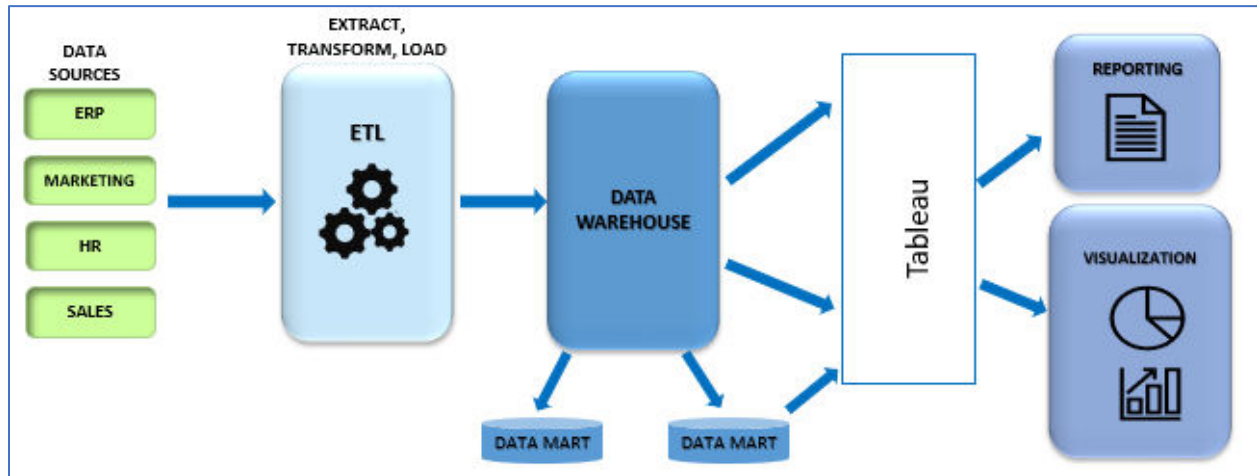 DATA
SOURCES
ERP
MARKETING
HR
SALES
EXTRACT,
TRANSFORM, LOAD
ETL
DATA
WAREHOUSE
DATA MART
DATA MART
Tableau
REPORTING
VISUALIZATION